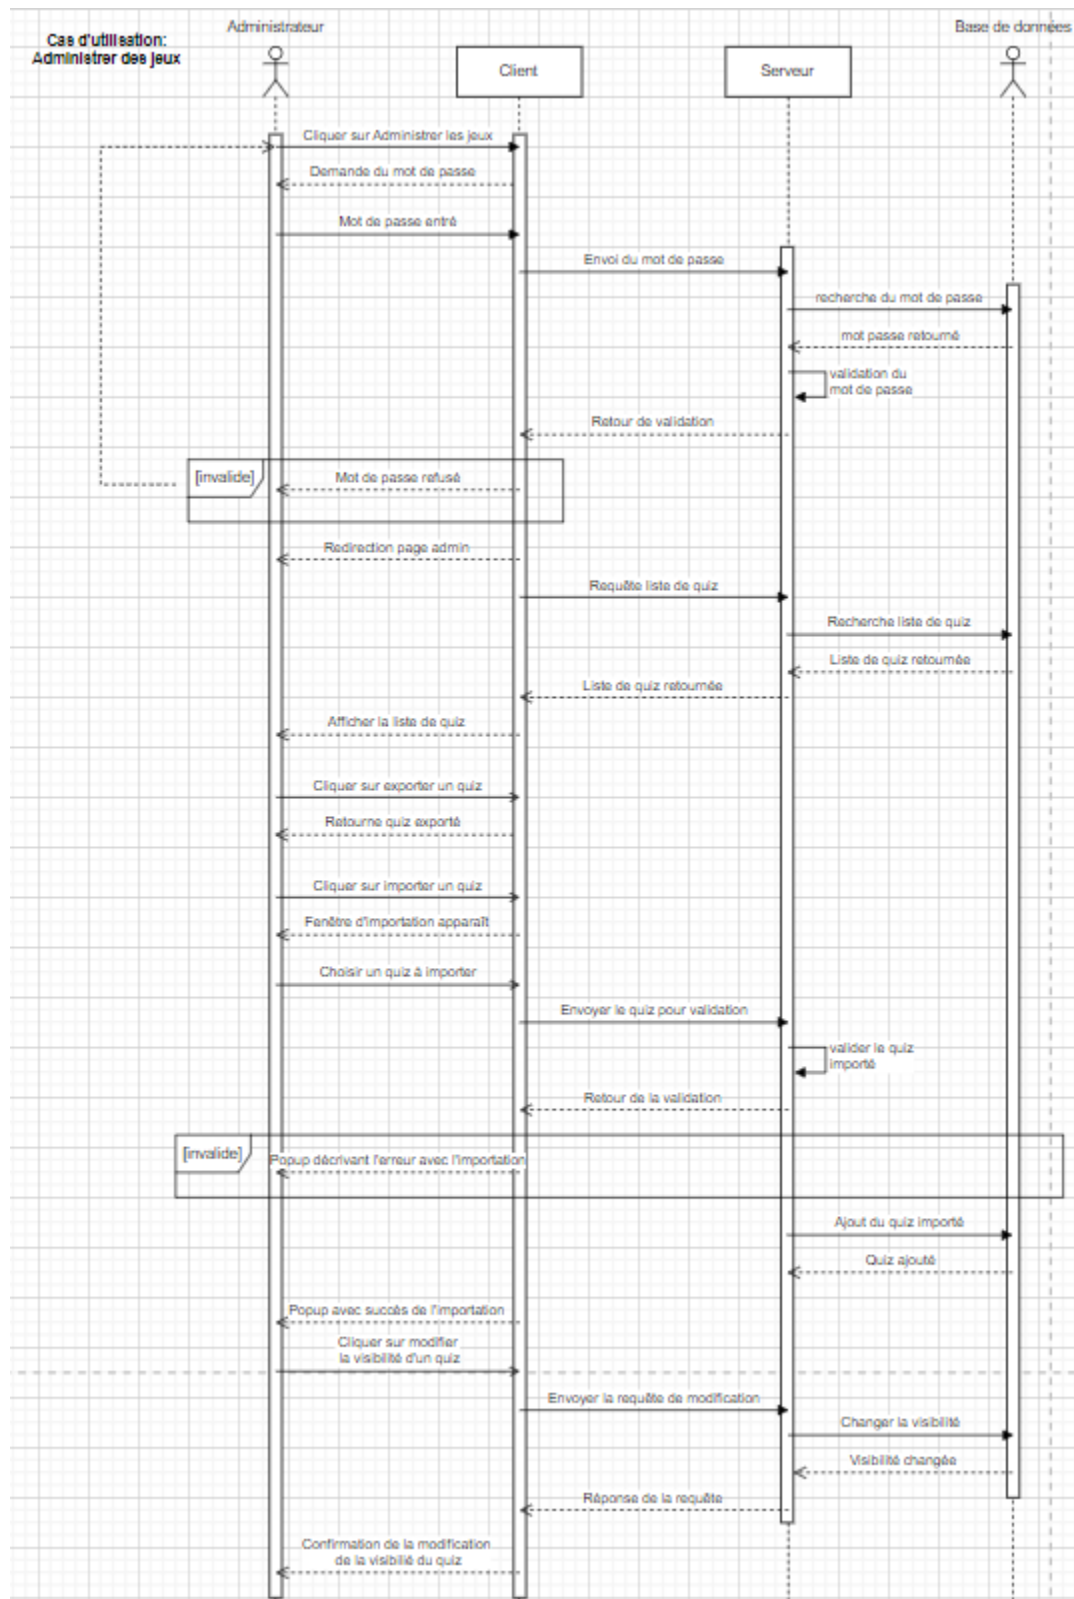 Administrateur
Base de données
Cas d'utilisation:
Administrer des jeux
Client
Serveur
Cliquer sur Administrer les jeux
Demande du mot de passe
Mot de passe entré
Envoi du mot de passe
recherche du mot de passe
mot passe retourné
validation du
mot de passe
Retour de validation
[invalide]
Mot de passe refusé
Redirection page admin
Requête liste de quiz
Recherche liste de quiz
Liste de quiz retournée
Liste de quiz retournée
Afficher la liste de quiz
Cliquer sur exporter un quiz
Retourne quiz exporté
Cliquer sur importer un quiz
Fenêtre d'importation apparaît
Choisir un quiz à importer
Envoyer le quiz pour validation
valider le quiz
importé
Retour de la validation
[invalide]
Popup décrivant l'erreur avec l'importation
Ajout du quiz importé
Quiz ajouté
Popup avec succès de l'importation
Cliquer sur modifier
la visibilité d'un quiz
Envoyer la requête de modification
Changer la visibilité
Visibilité changée
Réponse de la requête
Confirmation de la modification
de la visibilié du quiz